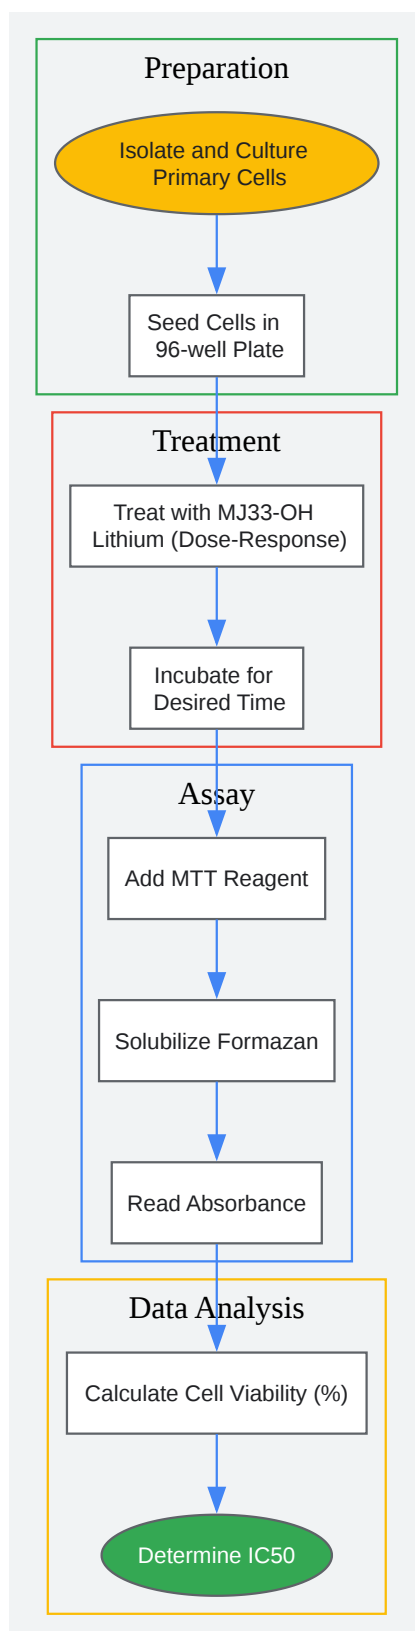 Preparation
Isolate and Culture
Primary Cells
Seed Cells in
96-well Plate
Treatment
Treat with MJ33-OH
Lithium (Dose-Response)
Incubate for
Desired Time
Assay
Add MTT Reagent
Solubilize Formazan
Read Absorbance
Data Analysis
Calculate Cell Viability (%)
Determine IC50